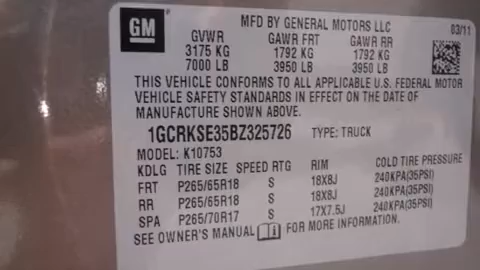 GM
MFD BY GENERAL MOTORS LLC
03/11
GVWR GAWR FRT GAWR RR
3175 KG 1792 KG 1792 KG
7000 LB 3950 LB 3950 LB
THIS VEHICLE CONFORMS TO ALL APPLICABLE U.S. FEDERAL MOTOR
VEHICLE SAFETY STANDARDS IN EFFECT ON THE DATE OF
MANUFACTURE SHOWN ABOVE.
1GCRKSE35BZ325726 TYPE: TRUCK
MODEL: K10753
KDLG TIRE SIZE SPEED RTG RIM COLD TIRE PRESSURE
FRT P265/65R18 S 18X8J 240KPA(35PSI)
RR P265/65R18 S 18X8J 240KPA(35PSI)
SPA P265/70R17 S 17X7.5J 240KPA(35PSI)
SEE OWNER'S MANUAL FOR MORE INFORMATION.